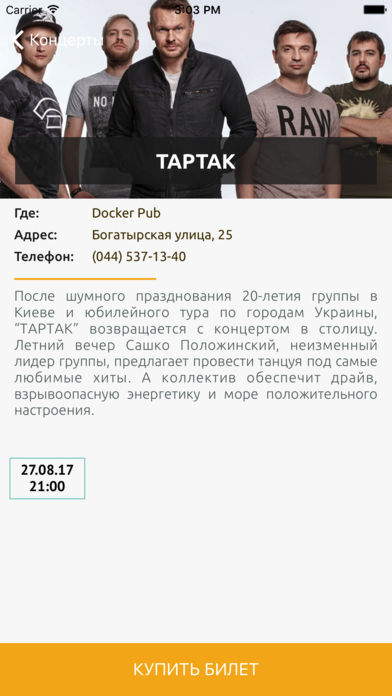 Carrier 3:03 PM
Концерты
NO
RAW
ТАРТАК
Где: Docker Pub
Адрес: Богатырская улица, 25
Телефон: (044) 537-13-40
После шумного празднования 20-летия группы в
Киеве и юбилейного тура по городам Украины,
"ТАРТАК" возвращается с концертом в столицу.
Летний вечер Сашко Положинский, неизменный
лидер группы, предлагает провести танцуя под самые
любимые хиты. А коллектив обеспечит драйв,
взрывоопасную энергетику и море положительного
настроения.
27.08.17
21:00
КУПИТЬ БИЛЕТ